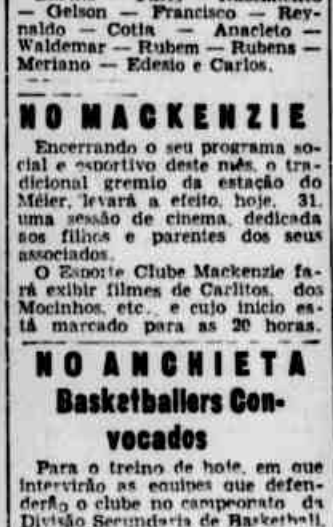 — Gelson — Francisco — Rey-
naldo — Cotia — Anacleto —
Waldemar — Rubem — Rubens —
Meriano — Edesio e Carlos.
NO MACKENZIE
Encerrando o seu programa so-
cial e esportivo deste mês, o tra-
dicional gremio da estação do
Méier, levará a efeito, hoje, 31,
uma sessão de cinema, dedicada
aos filhos e parentes dos seus
associados.
O Esporte Clube Mackenzie fa-
rá exibir filmes de Carlitos, dos
Mocinhos, etc., e cujo inicio es-
tá marcado para as 20 horas.
NO ANCHIETA
Basketballers Con-
vocados
Para o treino de hoje, em que
intervirão as equipes que defen-
derão o clube no campeonato da
Divisão Secundaria de Basketball,